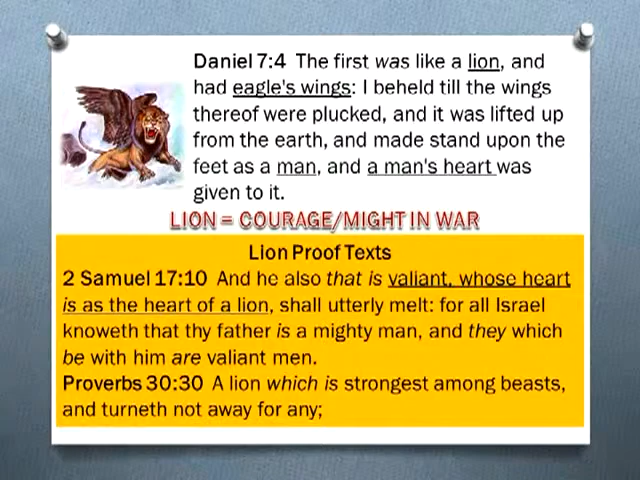 Daniel 7:4 The first was like a lion, and
had eagle's wings: I beheld till the wings
thereof were plucked, and it was lifted up
from the earth, and made stand upon the
feet as a man, and a man's heart was
given to it.
LION = COURAGE/MIGHT IN WAR
Lion Proof Texts
2 Samuel 17:10 And he also that is valiant, whose heart
is as the heart of a lion, shall utterly melt: for all Israel
knoweth that thy father is a mighty man, and they which
be with him are valiant men.
Proverbs 30:30 A lion which is strongest among beasts,
and turneth not away for any;